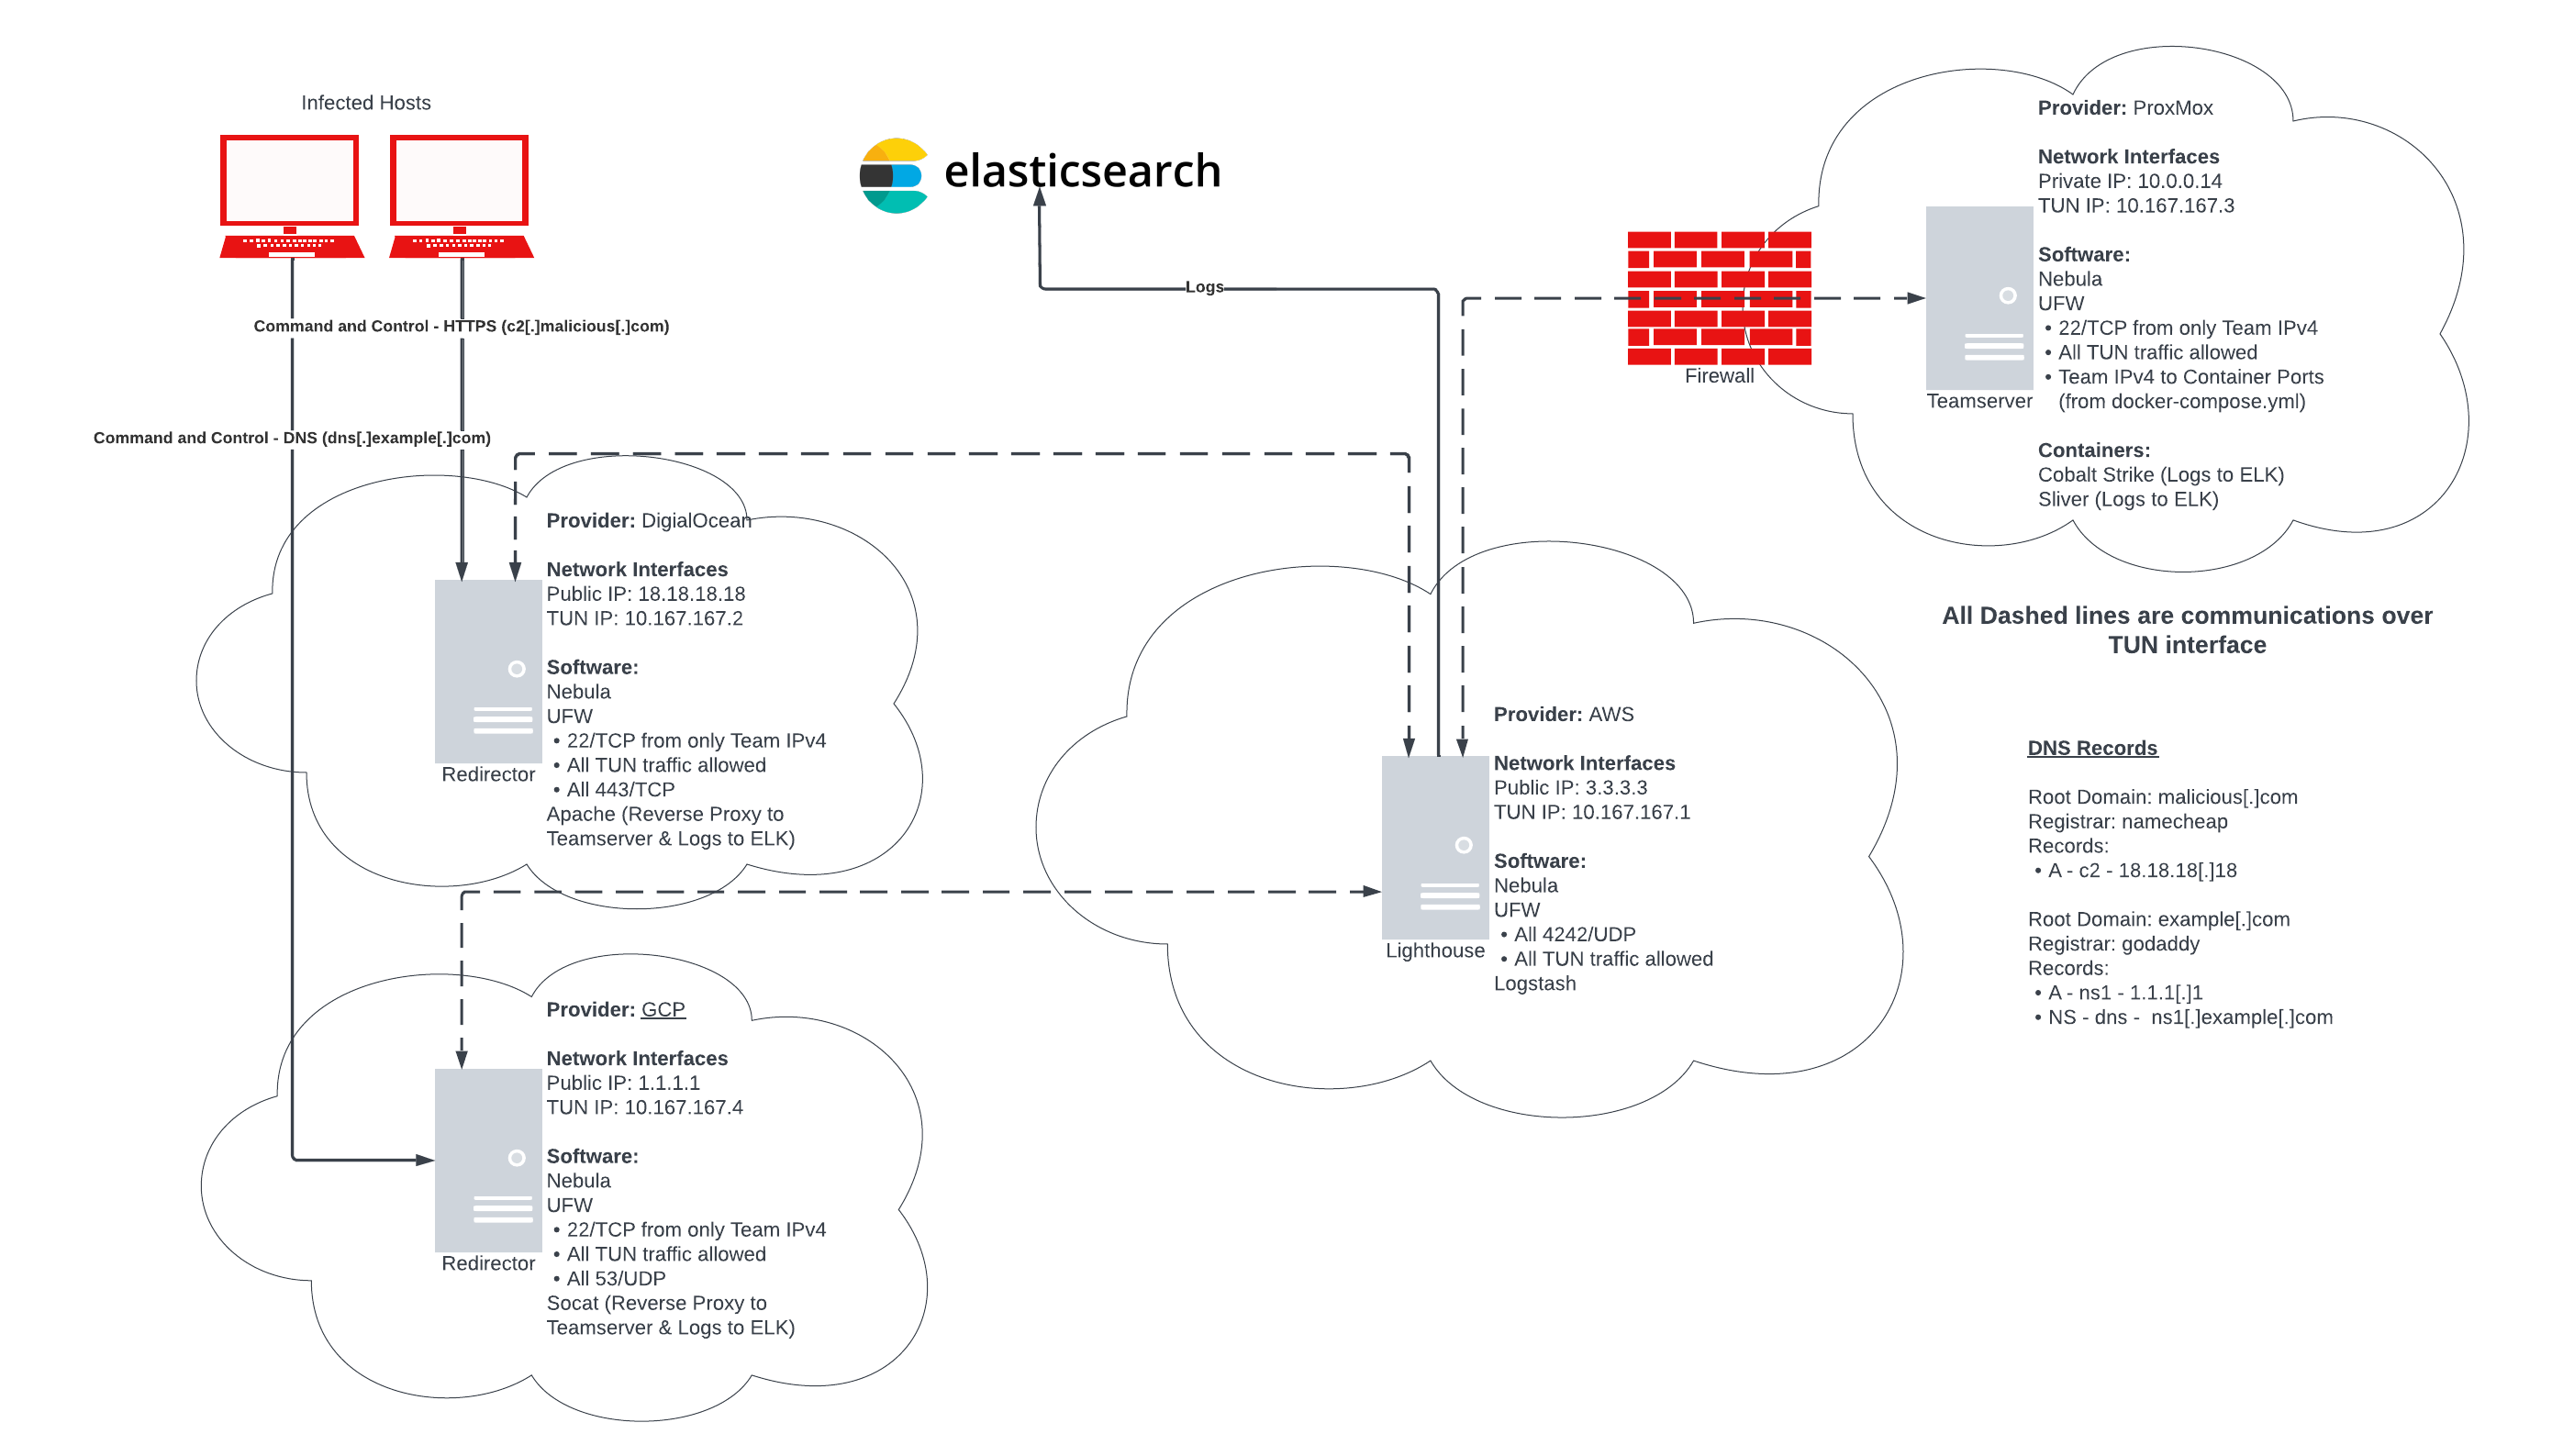 Infected Hosts
Command and Control - HTTPS (c2[.]malicious[.]com)
Command and Control - DNS (dns[.]example[.]com)
elasticsearch
Logs
Firewall
Provider: ProxMox
Network Interfaces
Private IP: 10.0.0.14
TUN IP: 10.167.167.3
Software:
Nebula
UFW
• 22/TCP from only Team IPv4
• All TUN traffic allowed
• Team IPv4 to Container Ports
(from docker-compose.yml)
Containers:
Cobalt Strike (Logs to ELK)
Sliver (Logs to ELK)
Teamserver
All Dashed lines are communications over
TUN interface
Provider: DigialOcean
Network Interfaces
Public IP: 18.18.18.18
TUN IP: 10.167.167.2
Software:
Nebula
UFW
• 22/TCP from only Team IPv4
• All TUN traffic allowed
• All 443/TCP
Apache (Reverse Proxy to
Teamserver & Logs to ELK)
Redirector
Provider: AWS
Network Interfaces
Public IP: 3.3.3.3
TUN IP: 10.167.167.1
Software:
Nebula
UFW
• All 4242/UDP
• All TUN traffic allowed
Logstash
Lighthouse
DNS Records
Root Domain: malicious[.]com
Registrar: namecheap
Records:
• A - c2 - 18.18.18[.]18
Root Domain: example[.]com
Registrar: godaddy
Records:
• A - ns1 - 1.1.1[.]1
• NS - dns - ns1[.]example[.]com
Provider: GCP
Network Interfaces
Public IP: 1.1.1.1
TUN IP: 10.167.167.4
Software:
Nebula
UFW
• 22/TCP from only Team IPv4
• All TUN traffic allowed
• All 53/UDP
Socat (Reverse Proxy to
Teamserver & Logs to ELK)
Redirector